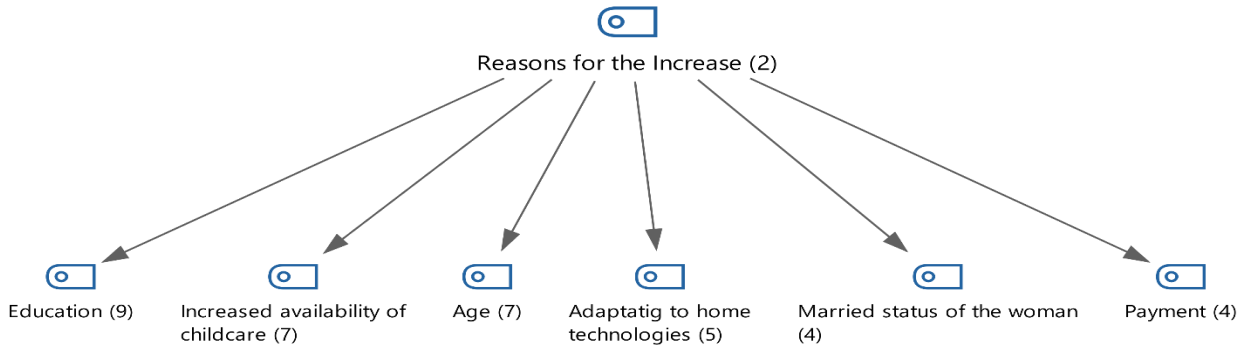 Reasons for the Increase (2)
Education (9)
Increased availability of
childcare (7)
Age (7)
Adaptatig to home
technologies (5)
Married status of the woman
(4)
Payment (4)